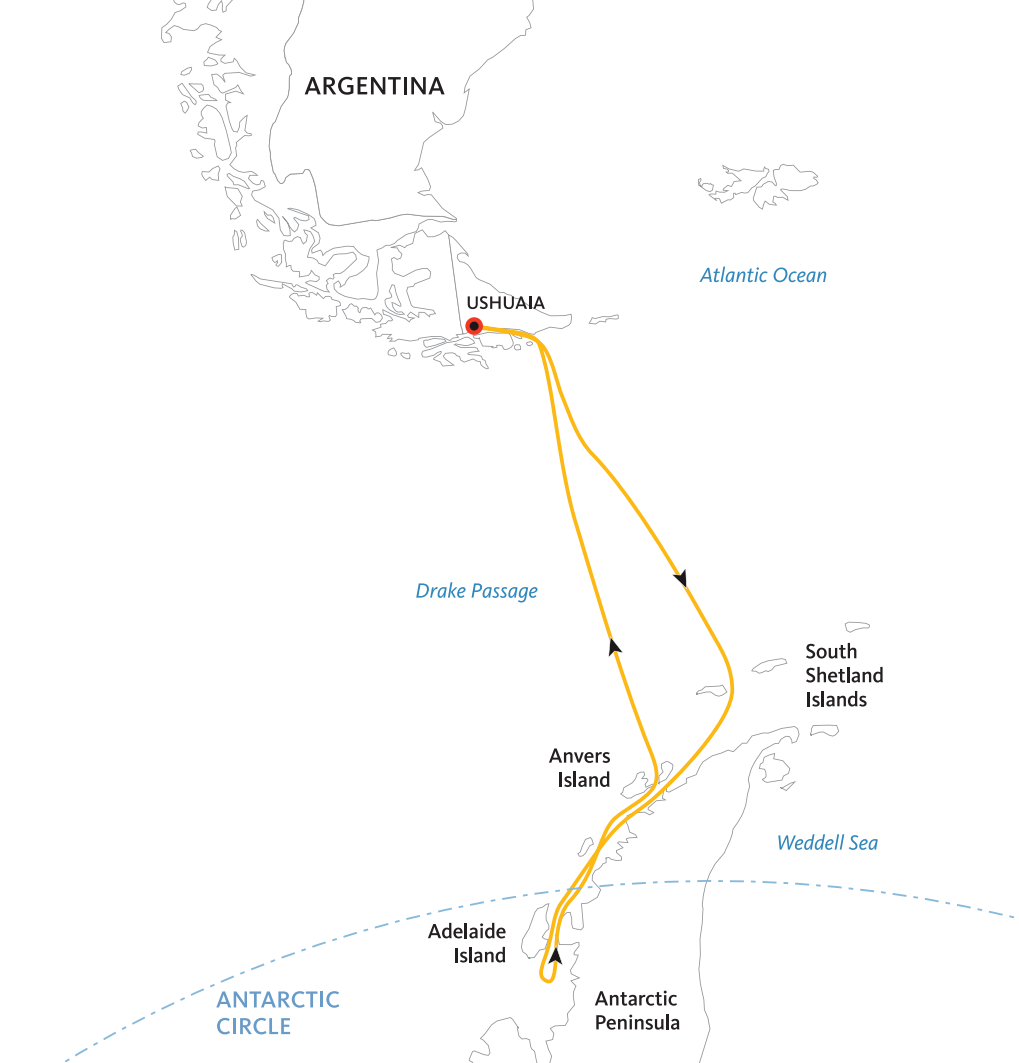 ARGENTINA
Atlantic Ocean
USHUAIA
Drake Passage
South
Shetland
Islands
Anvers
Island
Weddell Sea
Adelaide
Island
ANTARCTIC
CIRCLE
Antarctic
Peninsula